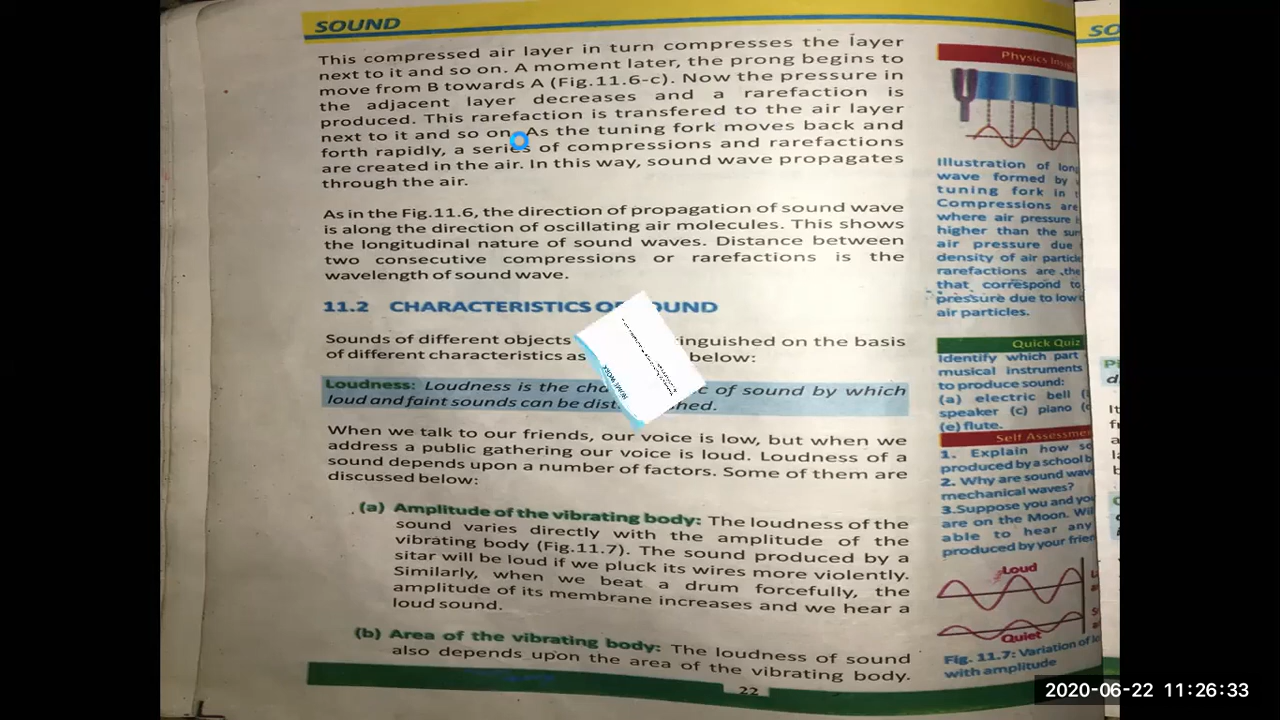 SOUND
This compressed air layer in turn compresses the layer
next to it and so on. A moment later, the prong begins to
move from B towards A (Fig.11.6-c). Now the pressure in
the adjacent layer decreases and a rarefaction is
produced. This rarefaction is transfered to the air layer
next to it and so on. As the tuning fork moves back and
forth rapidly, a series of compressions and rarefactions
are created in the air. In this way, sound wave propagates
through the air.
As in the Fig.11.6, the direction of propagation of sound wave
is along the direction of oscillating air molecules. This shows
the longitudinal nature of sound waves. Distance between
two consecutive compressions or rarefactions is the
wavelength of sound wave.
11.2 CHARACTERISTICS OF SOUND
Sounds of different objects inguished on the basis
of different characteristics as below:
Loudness: Loudness is the cha c of sound by which
loud and faint sounds can be dist hed.
When we talk to our friends, our voice is low, but when we
address a public gathering our voice is loud. Loudness of a
sound depends upon a number of factors. Some of them are
discussed below:
(a) Amplitude of the vibrating body: The loudness of the
sound varies directly with the amplitude of the
vibrating body (Fig.11.7). The sound produced by a
sitar will be loud if we pluck its wires more violently.
Similarly, when we beat a drum forcefully, the
amplitude of its membrane increases and we hear a
loud sound.
(b) Area of the vibrating body: The loudness of sound
also depends upon the area of the vibrating body.
22
Physics Insig
Illustration of long
wave formed by
tuning fork in
Compressions are
where air pressure
higher than the sur
air pressure due
density of air particle
rarefactions are the
that correspond to
pressure due to low
air particles.
Quick Quiz
Identify which part
musical instruments
to produce sound:
(a) electric bell
speaker (c) piano
(e) flute.
Self Assessme
1. Explain how so
produced by a school b
2. Why are sound wav
mechanical waves?
3.Suppose you and yo
are on the Moon. Wil
able to hear any
produced by your frien
Loud
Quiet
Fig. 11.7: Variation of lo
with amplitude
SO
HOMEWORK
2020-06-22 11:26:33